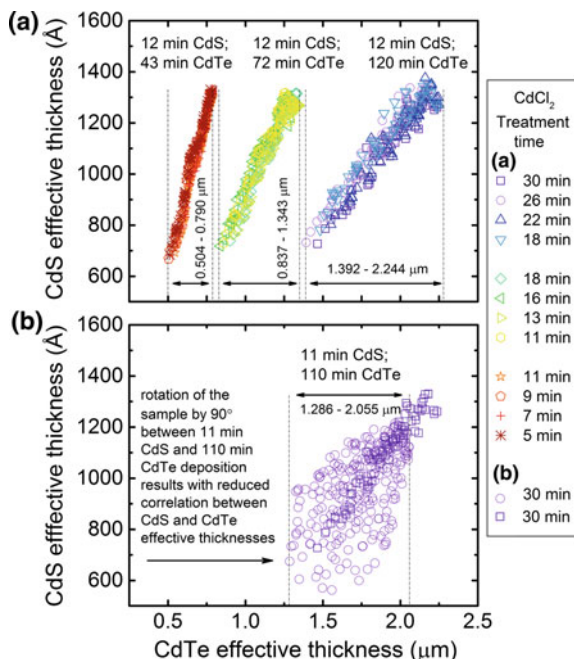 (a)
12 min CdS;
43 min CdTe
12 min CdS;
72 min CdTe
12 min CdS;
120 min CdTe
CdS efffective thickness (Å)
1600
1400
1200
1000
800
600
0.504 - 0.790 μm
0.837 - 1.343 μm
1.392 - 2.244 μm
(b)
CdS efffective thickness (Å)
1600
1400
1200
1000
800
600
11 min CdS;
110 min CdTe
1.286 - 2.055 μm
rotation of the
sample by 90°
between 11 min
CdS and 110 min
CdTe deposition
results with reduced
correlation between
CdS and CdTe
effective thicknesses
0.5 1.0 1.5 2.0 2.5
CdTe effective thickness (μm)
CdCl2
Treatment
time
(a)
30 min
26 min
22 min
18 min
18 min
16 min
13 min
11 min
11 min
9 min
7 min
5 min
(b)
30 min
30 min